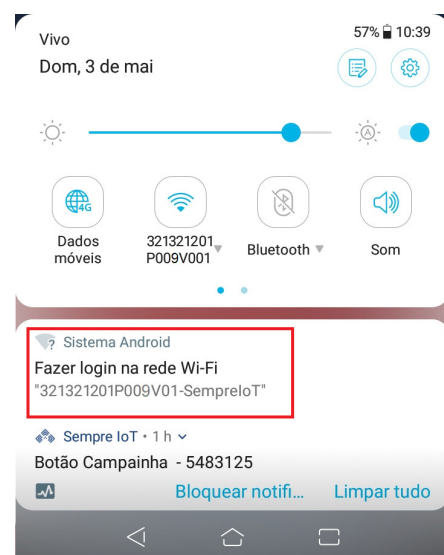 Vivo
57% 10:39
Dom, 3 de mai
A
4G
Dados
móveis
321321201
P009V001
Bluetooth
Som
? Sistema Android
Fazer login na rede Wi-Fi
"321321201P009V01-SempreIoT"
Sempre IoT • 1 h
Botão Campainha - 5483125
Bloquear notifi...
Limpar tudo